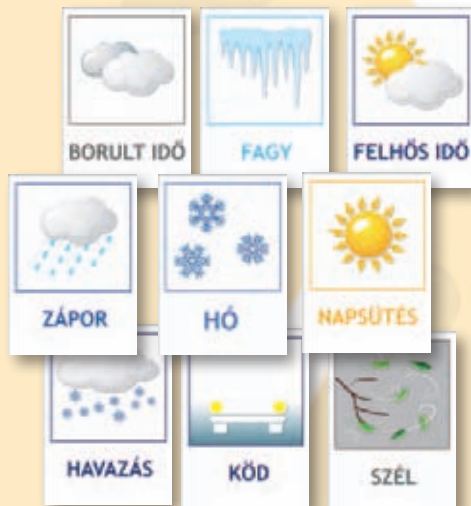 BORULT IDŐ
FAGY
FELHŐS IDŐ
ZÁPOR
HÓ
NAPSÜTÉS
HAVAZÁS
KÖD
SZÉL